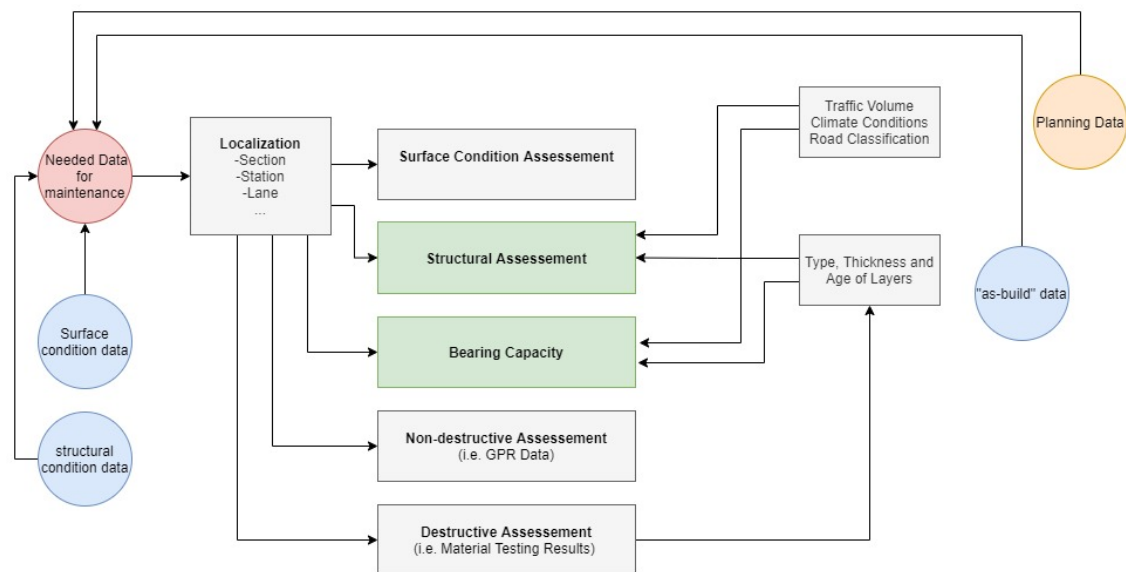 Needed Data
for
maintenance
Localization
-Section
-Station
-Lane
...
Surface Condition Assessement
Structural Assessement
Bearing Capacity
Non-destructive Assessement
(i.e. GPR Data)
Destructive Assessement
(i.e. Material Testing Results)
Traffic Volume
Climate Conditions
Road Classification
Type, Thickness and
Age of Layers
Planning Data
"as-build" data
Surface
condition data
structural
condition data